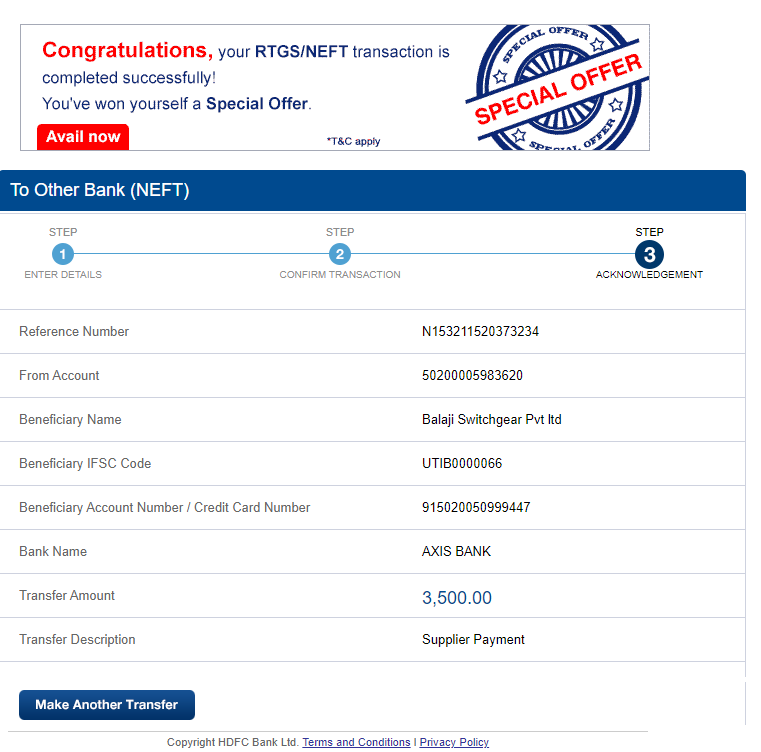 Congratulations, your RTGS/NEFT transaction is
completed successfully!
You've won yourself a Special Offer.
Avail now
*T&C apply
SPECIAL OFFER
SPECIAL OFFER
SPECIAL OFFER
To Other Bank (NEFT)
STEP STEP STEP
1 2 3
ENTER DETAILS CONFIRM TRANSACTION ACKNOWLEDGEMENT
Reference Number N153211520373234
From Account 50200005983620
Beneficiary Name Balaji Switchgear Pvt ltd
Beneficiary IFSC Code UTIB0000066
Beneficiary Account Number / Credit Card Number 915020050999447
Bank Name AXIS BANK
Transfer Amount 3,500.00
Transfer Description Supplier Payment
Make Another Transfer
Copyright HDFC Bank Ltd. Terms and Conditions I Privacy Policy